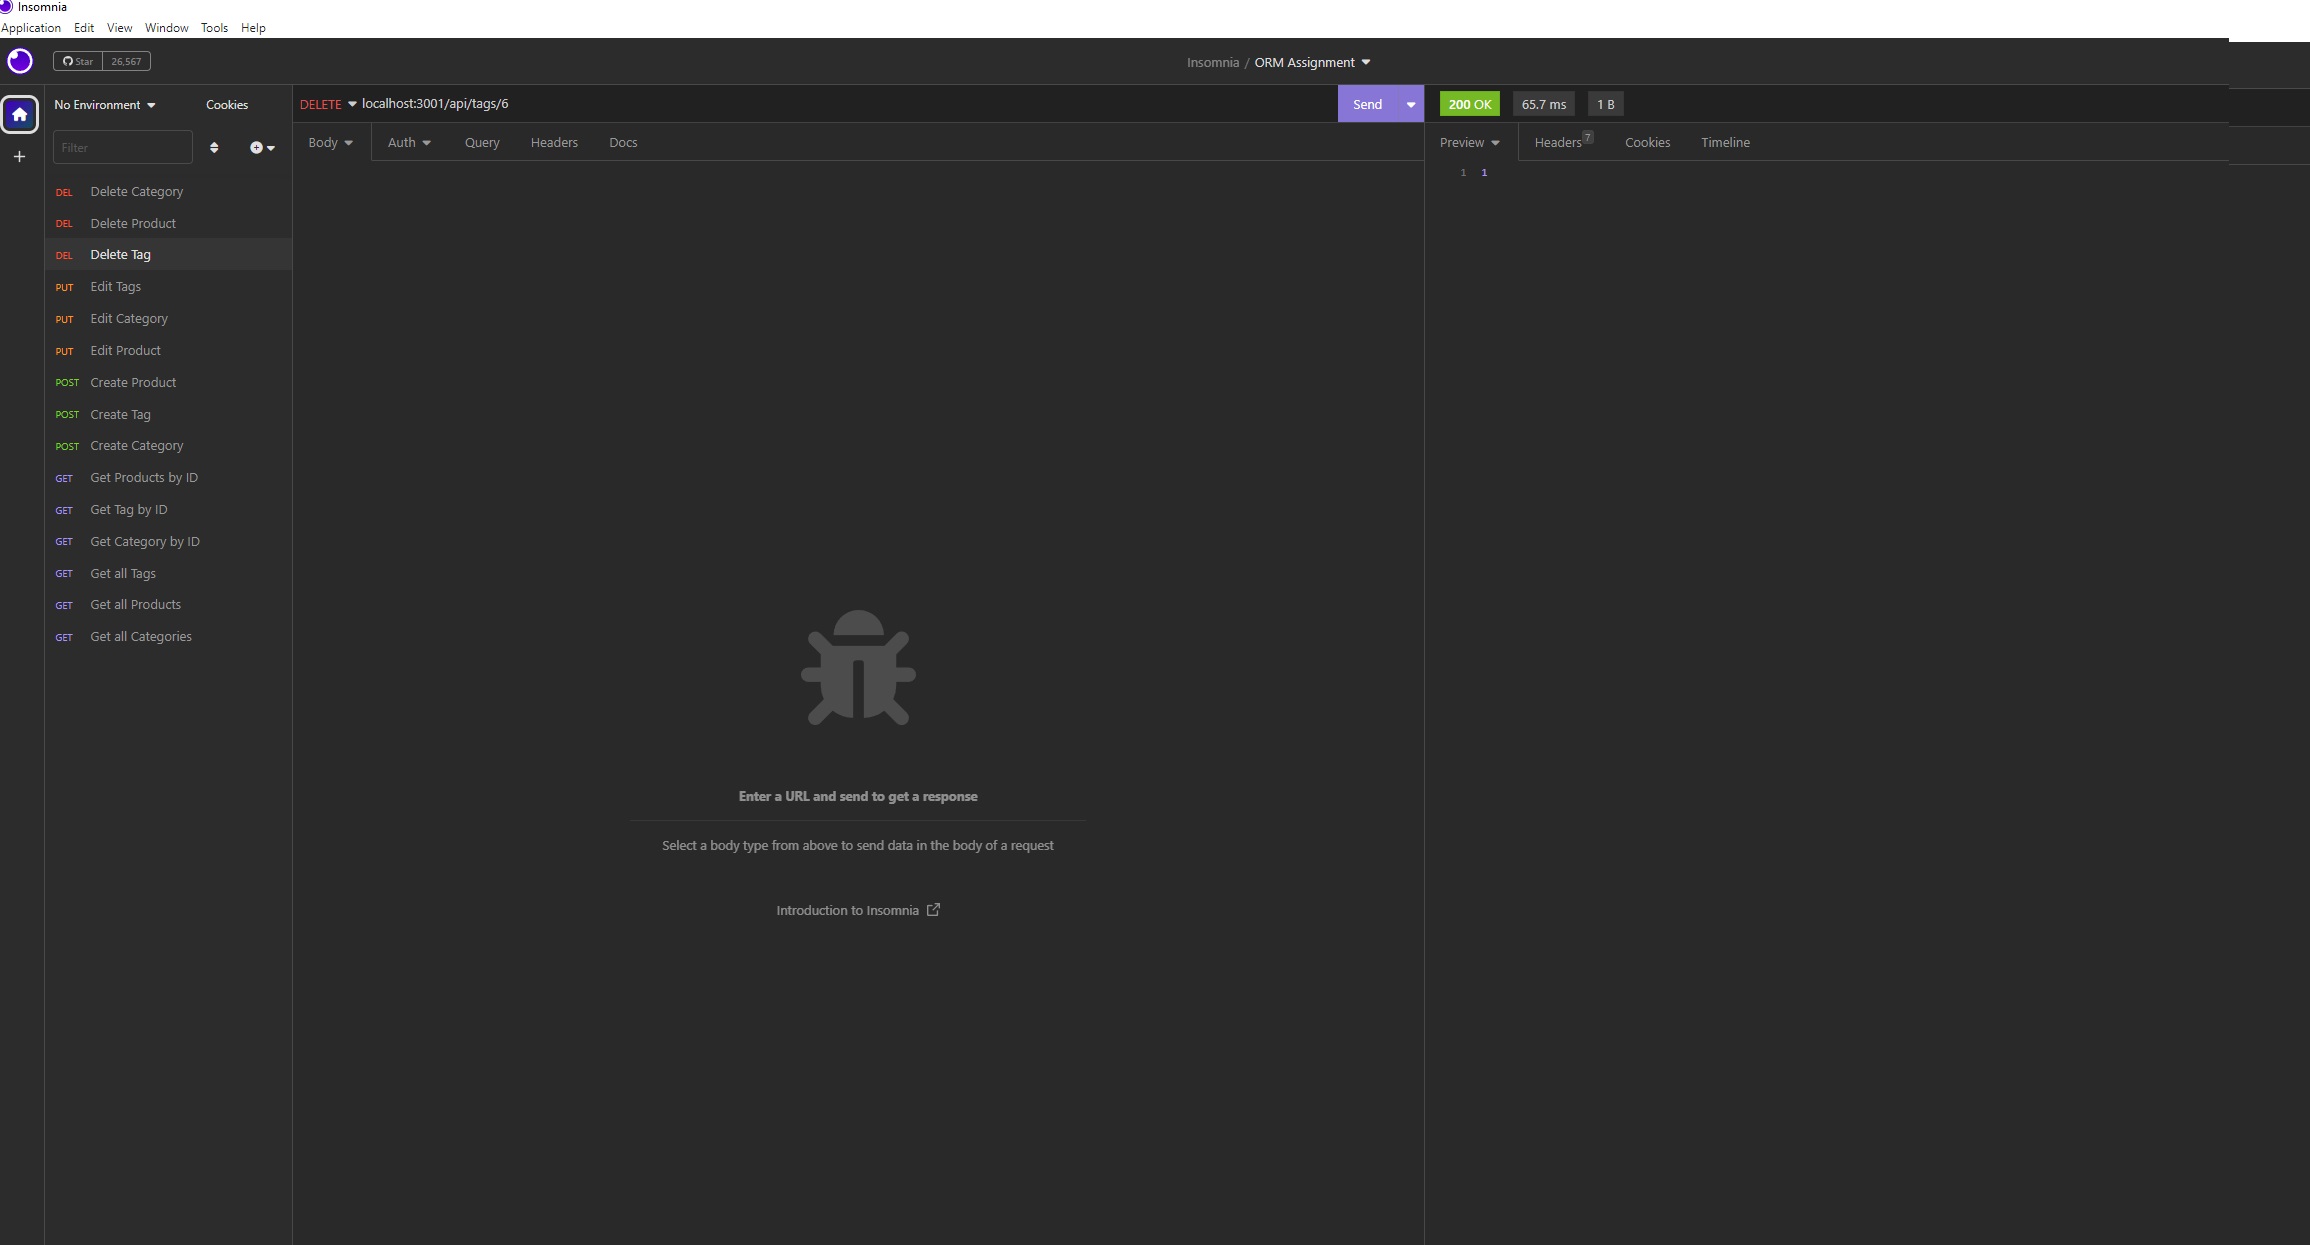 Insomnia
Application Edit View Window Tools Help
Star 26,567
Insomnia / ORM Assignment
No Environment Cookies
DELETE localhost:3001/api/tags/6 Send
200 OK 65.7 ms 1 B
Filter
Body Auth Query Headers Docs
Preview Headers 7 Cookies Timeline
1 1
DEL Delete Category
DEL Delete Product
DEL Delete Tag
PUT Edit Tags
PUT Edit Category
PUT Edit Product
POST Create Product
POST Create Tag
POST Create Category
GET Get Products by ID
GET Get Tag by ID
GET Get Category by ID
GET Get all Tags
GET Get all Products
GET Get all Categories
Enter a URL and send to get a response
Select a body type from above to send data in the body of a request
Introduction to Insomnia